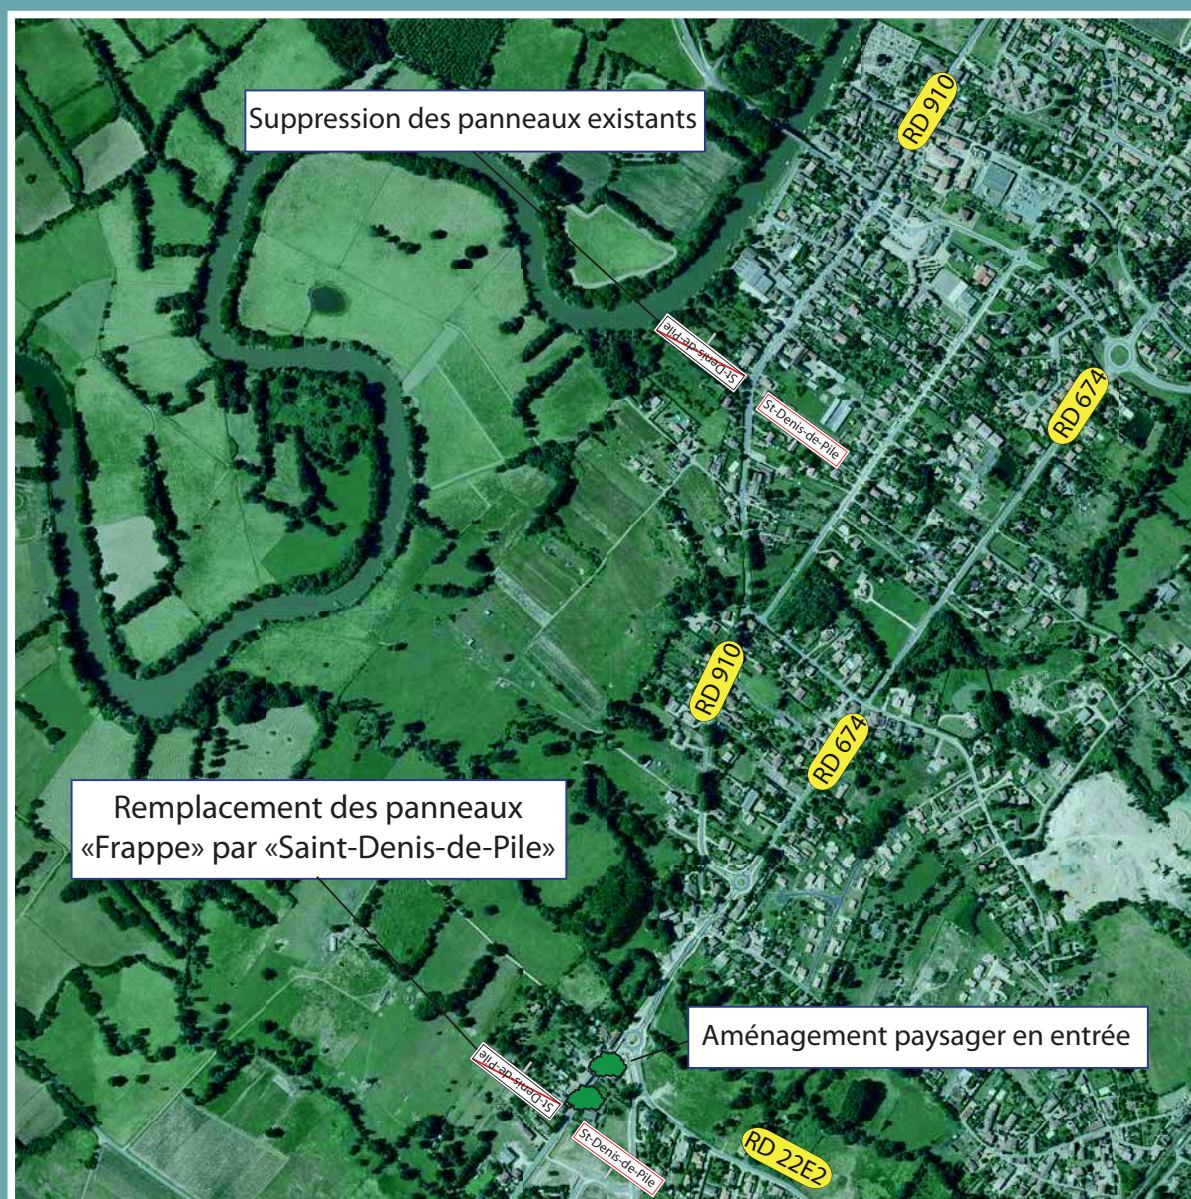 RD 910
Suppression des panneaux existants
St-Denis-de-Pile
St-Denis-de-Pile
RD 674
RD 910
RD 674
Remplacement des panneaux
«Frappe» par «Saint-Denis-de-Pile»
Aménagement paysager en entrée
St-Denis-de-Pile
St-Denis-de-Pile
RD 22E2